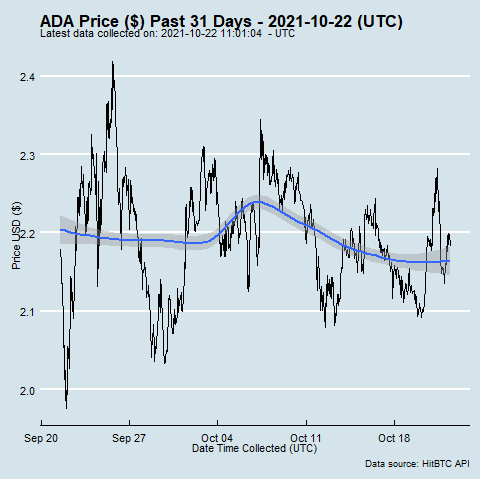 ADA Price ($) Past 31 Days - 2021-10-22 (UTC)
Latest data collected on: 2021-10-22 11:01:04 - UTC
2.4
2.3
2.2
2.1
2.0
Price USD ($)
Sep 20
Sep 27
Oct 04
Oct 11
Oct 18
Date Time Collected (UTC)
Data source: HitBTC API